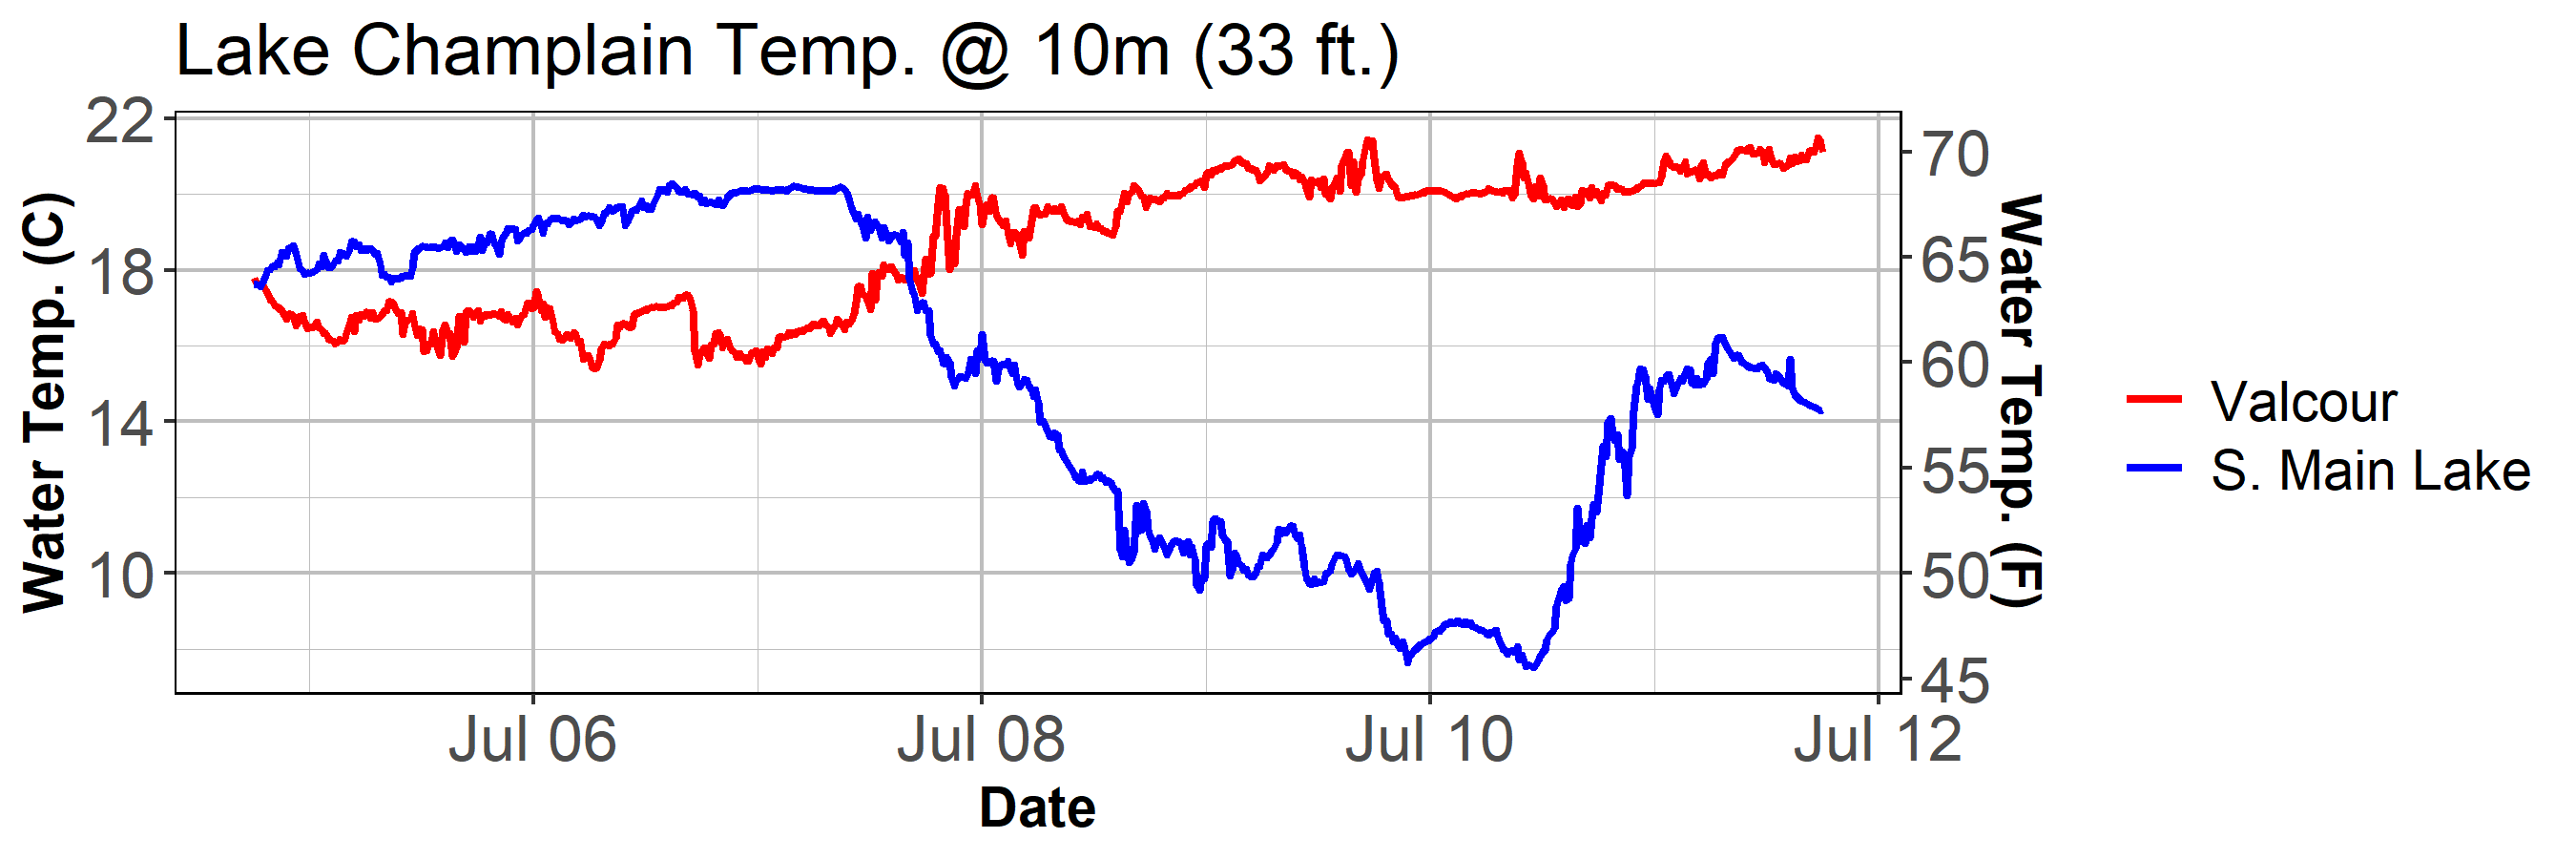 Lake Champlain Temp. @ 10m (33 ft.)
Water Temp. (C)
22
18
14
10
70
65
60
55
50
45
Water Temp. (F)
Jul 06
Jul 08
Jul 10
Jul 12
Date
Valcour
S. Main Lake